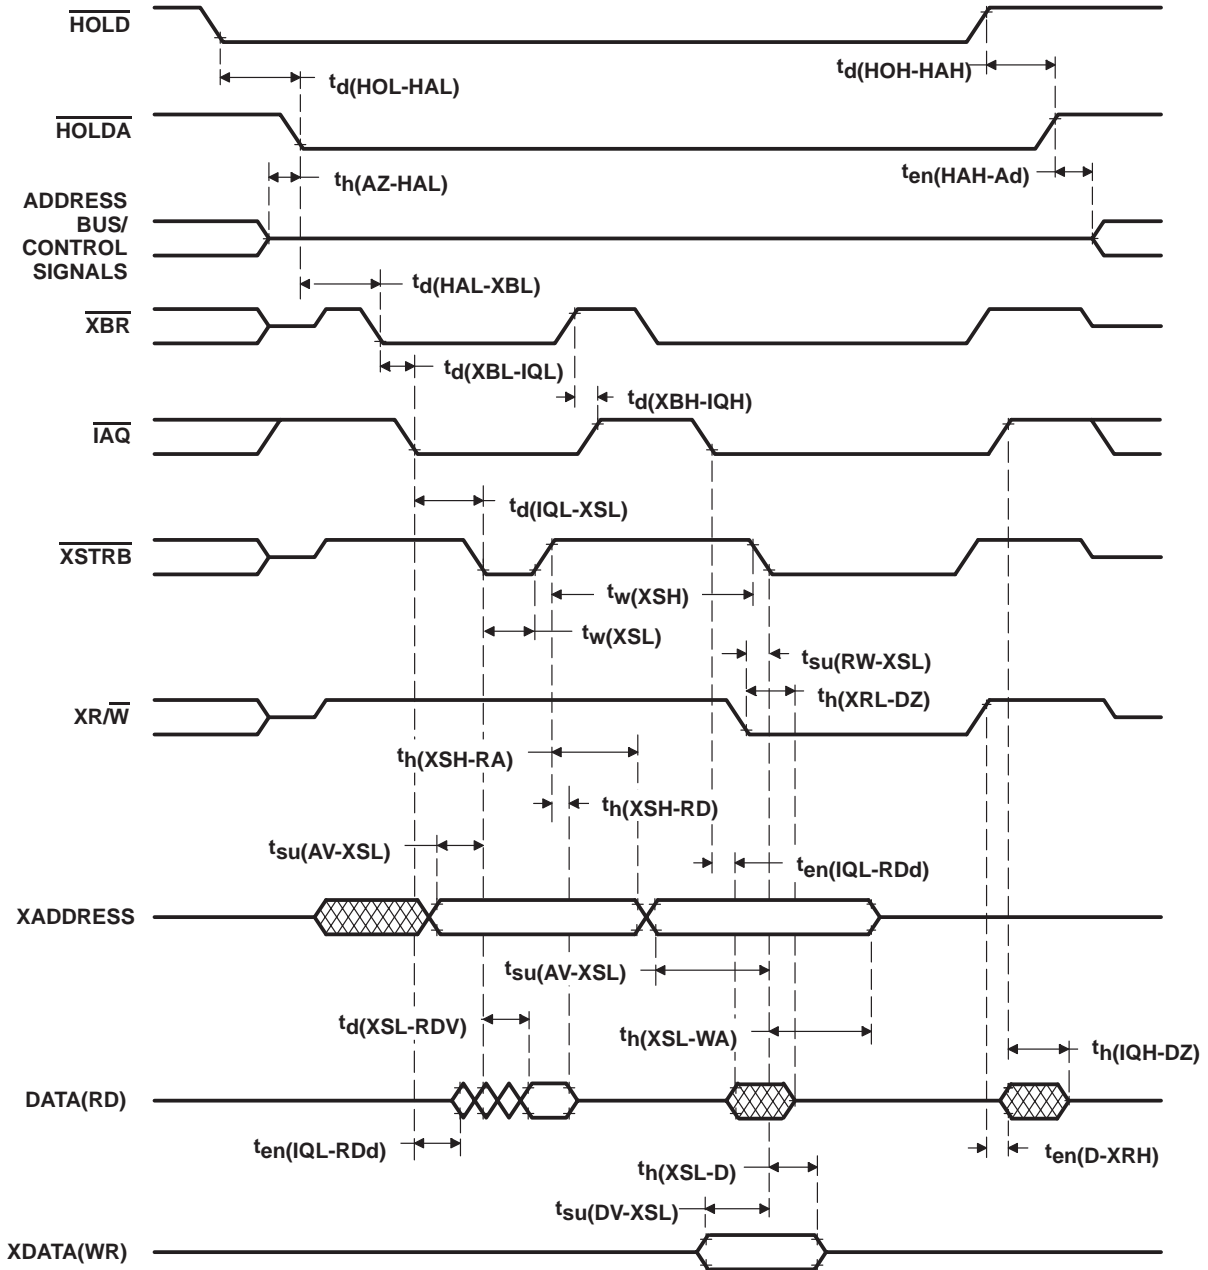 HOLD
td(HOL-HAL)
td(HOH-HAH)
HOLDA
th(AZ-HAL)
ten(HAH-Ad)
ADDRESS
BUS/
CONTROL
SIGNALS
td(HAL-XBL)
XBR
td(XBL-IQL)
td(XBH-IQH)
IAQ
td(IQL-XSL)
XSTRB
tw(XSH)
tw(XSL)
tsu(RW-XSL)
th(XRL-DZ)
XR/W
th(XSH-RA)
th(XSH-RD)
tsu(AV-XSL)
ten(IQL-RDd)
XADDRESS
tsu(AV-XSL)
td(XSL-RDV)
th(XSL-WA)
th(IQH-DZ)
DATA(RD)
ten(IQL-RDd)
ten(D-XRH)
th(XSL-D)
tsu(DV-XSL)
XDATA(WR)